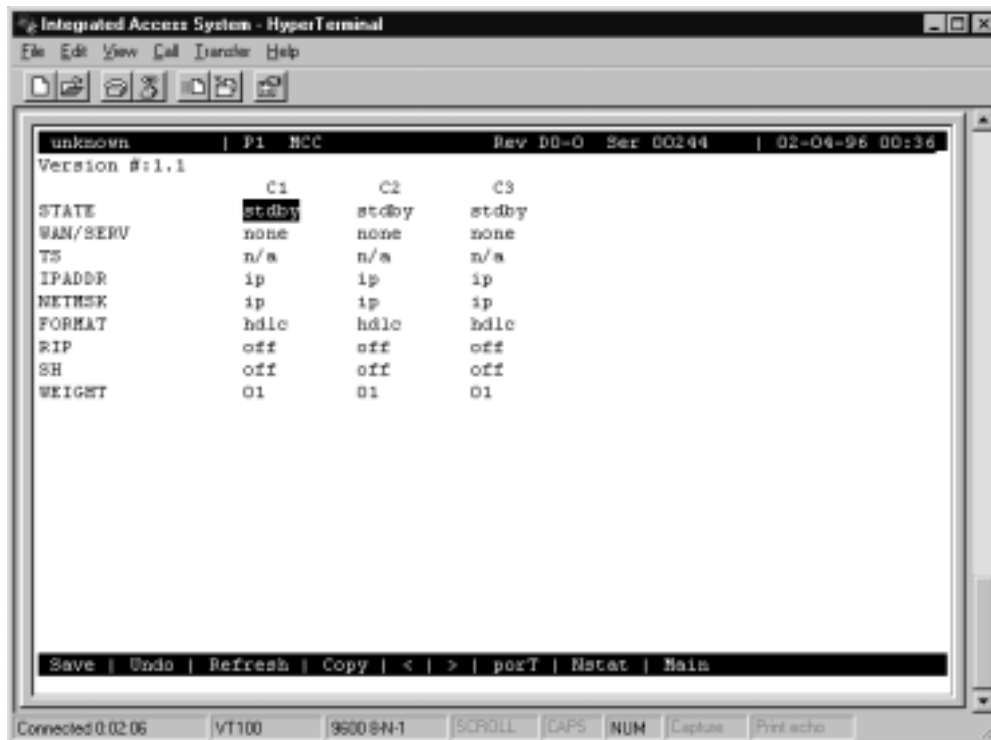 Integrated Access System - HyperTerminal
File Edit View Call Transfer Help
unknown | P1 MCC Rev D0-0 Ser 00244 | 02-04-96 00:36
Version #:1.1
C1 C2 C3
STATE stdby stdby stdby
WAN/SERV none none none
TS n/a n/a n/a
IPADDR ip ip ip
NETMSK ip ip ip
FORMAT hdlc hdlc hdlc
RIP off off off
SH off off off
WEIGHT 01 01 01
Save | Undo | Refresh | Copy | < | > | porT | Nstat | Main
Connected 0:02:06 VT100 9600 8-N-1 SCROLL CAPS NUM Capture Print echo